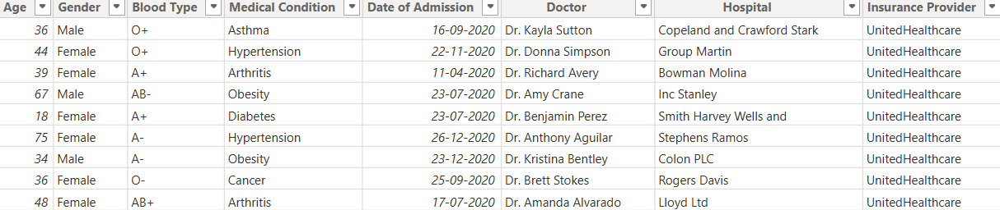 Age Gender Blood Type Medical Condition Date of Admission Doctor Hospital Insurance Provider
36 Male O+ Asthma 16-09-2020 Dr. Kayla Sutton Copeland and Crawford Stark UnitedHealthcare
44 Female O+ Hypertension 22-11-2020 Dr. Donna Simpson Group Martin UnitedHealthcare
39 Female A+ Arthritis 11-04-2020 Dr. Richard Avery Bowman Molina UnitedHealthcare
67 Male AB- Obesity 23-07-2020 Dr. Amy Crane Inc Stanley UnitedHealthcare
18 Female A+ Diabetes 23-07-2020 Dr. Benjamin Perez Smith Harvey Wells and UnitedHealthcare
75 Female A- Hypertension 26-12-2020 Dr. Anthony Aguilar Stephens Ramos UnitedHealthcare
34 Male A- Obesity 23-12-2020 Dr. Kristina Bentley Colon PLC UnitedHealthcare
36 Female O- Cancer 25-09-2020 Dr. Brett Stokes Rogers Davis UnitedHealthcare
48 Female AB+ Arthritis 17-07-2020 Dr. Amanda Alvarado Lloyd Ltd UnitedHealthcare